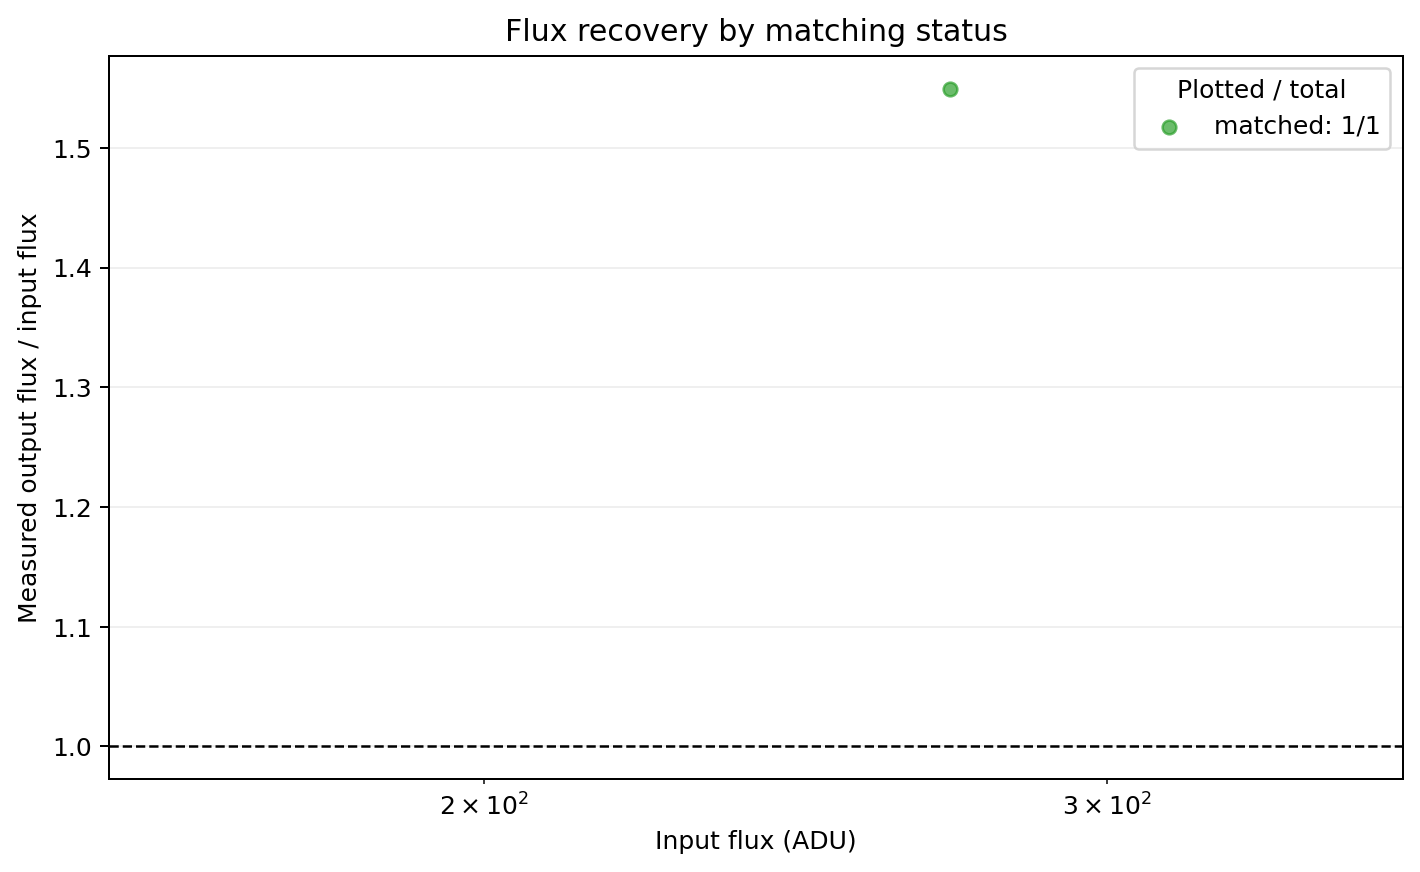 Flux recovery by matching status
Plotted / total
matched: 1/1
Measured output flux / input flux
1.5
1.4
1.3
1.2
1.1
1.0
2 × 10²
3 × 10²
Input flux (ADU)